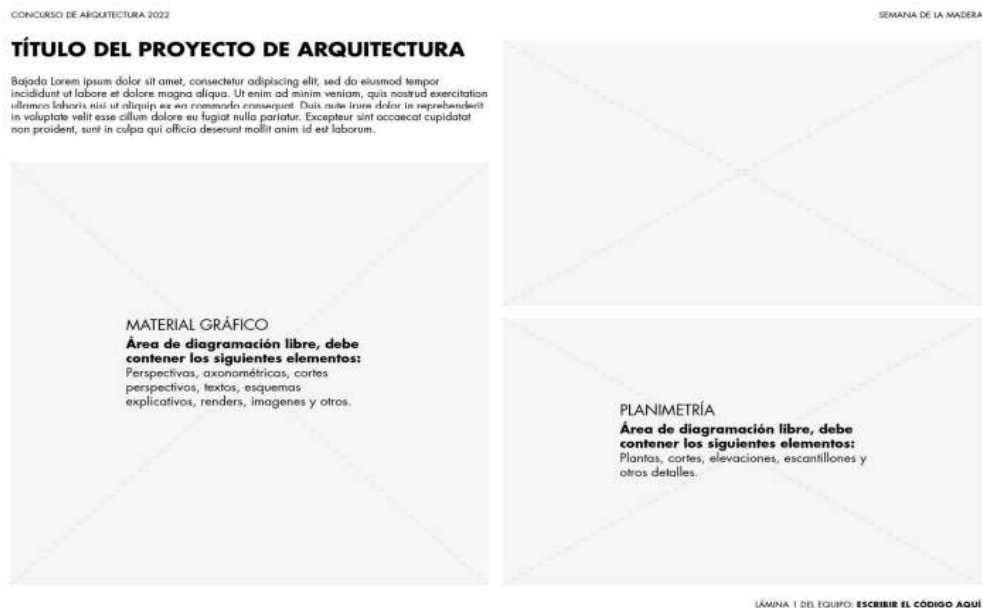 CONCURSO DE ARQUITECTURA 2022
SEMANA DE LA MADERA
TÍTULO DEL PROYECTO DE ARQUITECTURA
Bajada Lorem ipsum dolor sit amet, consectetur adipiscing elit, sed do eiusmod tempor
incididunt ut labore et dolore magna aliqua. Ut enim ad minim veniam, quis nostrud exercitation
ullamco laboris nisi ut aliquip ex ea commodo consequat. Duis aute irure dolor in reprehenderit
in voluptate velit esse cillum dolore eu fugiat nulla pariatur. Excepteur sint occaecat cupidatat
non proident, sunt in culpa qui officia deserunt mollit anim id est laborum.
MATERIAL GRÁFICO
Área de diagramación libre, debe
contener los siguientes elementos:
Perspectivas, axonométricas, cortes
perspectivos, textos, esquemas
explicativos, renders, imagenes y otros.
PLANIMETRÍA
Área de diagramación libre, debe
contener los siguientes elementos:
Plantas, cortes, elevaciones, escantillones y
otros detalles.
LÁMINA 1 DEL EQUIPO: ESCRIBIR EL CÓDIGO AQUÍ